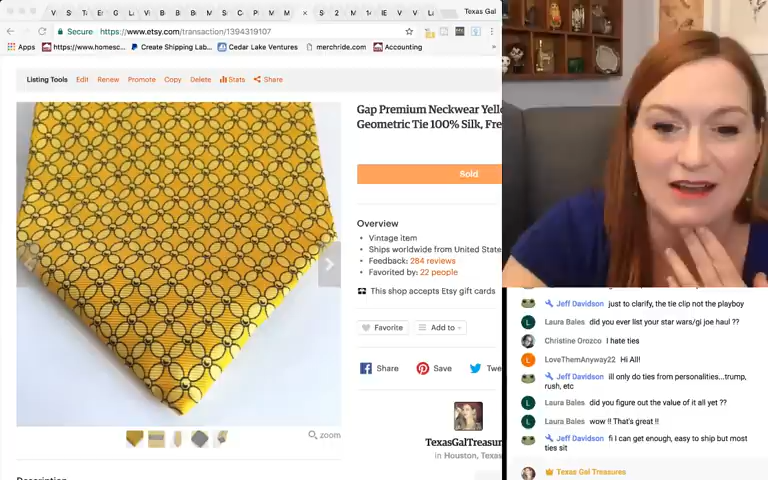 Texas Gal
Secure
https://www.etsy.com/transaction/1394319107
Apps
https://www.homesc...
Create Shipping Lab...
Cedar Lake Ventures
merchride.com
Accounting
Listing Tools
Edit
Renew
Promote
Copy
Delete
Stats
Share
Gap Premium Neckwear Yello
Geometric Tie 100% Silk, Fre
Sold
Overview
• Vintage item
• Ships worldwide from United State
• Feedback: 284 reviews
• Favorited by: 22 people
This shop accepts Etsy gift cards
Favorite
Add to
Share
Save
Twe
zoom
TexasGalTreasur
in Houston, Texas
Jeff Davidson just to clarify, the tie clip not the playboy
Laura Bales did you ever list your star wars/gi joe haul ??
Christine Orozco I hate ties
LoveThemAnyway22 Hi All!
Jeff Davidson ill only do ties from personalities...trump,
rush, etc
Laura Bales did you figure out the value of it all yet ??
Laura Bales wow !! That's great !!
Jeff Davidson fi I can get enough, easy to ship but most
ties sit
Texas Gal Treasures